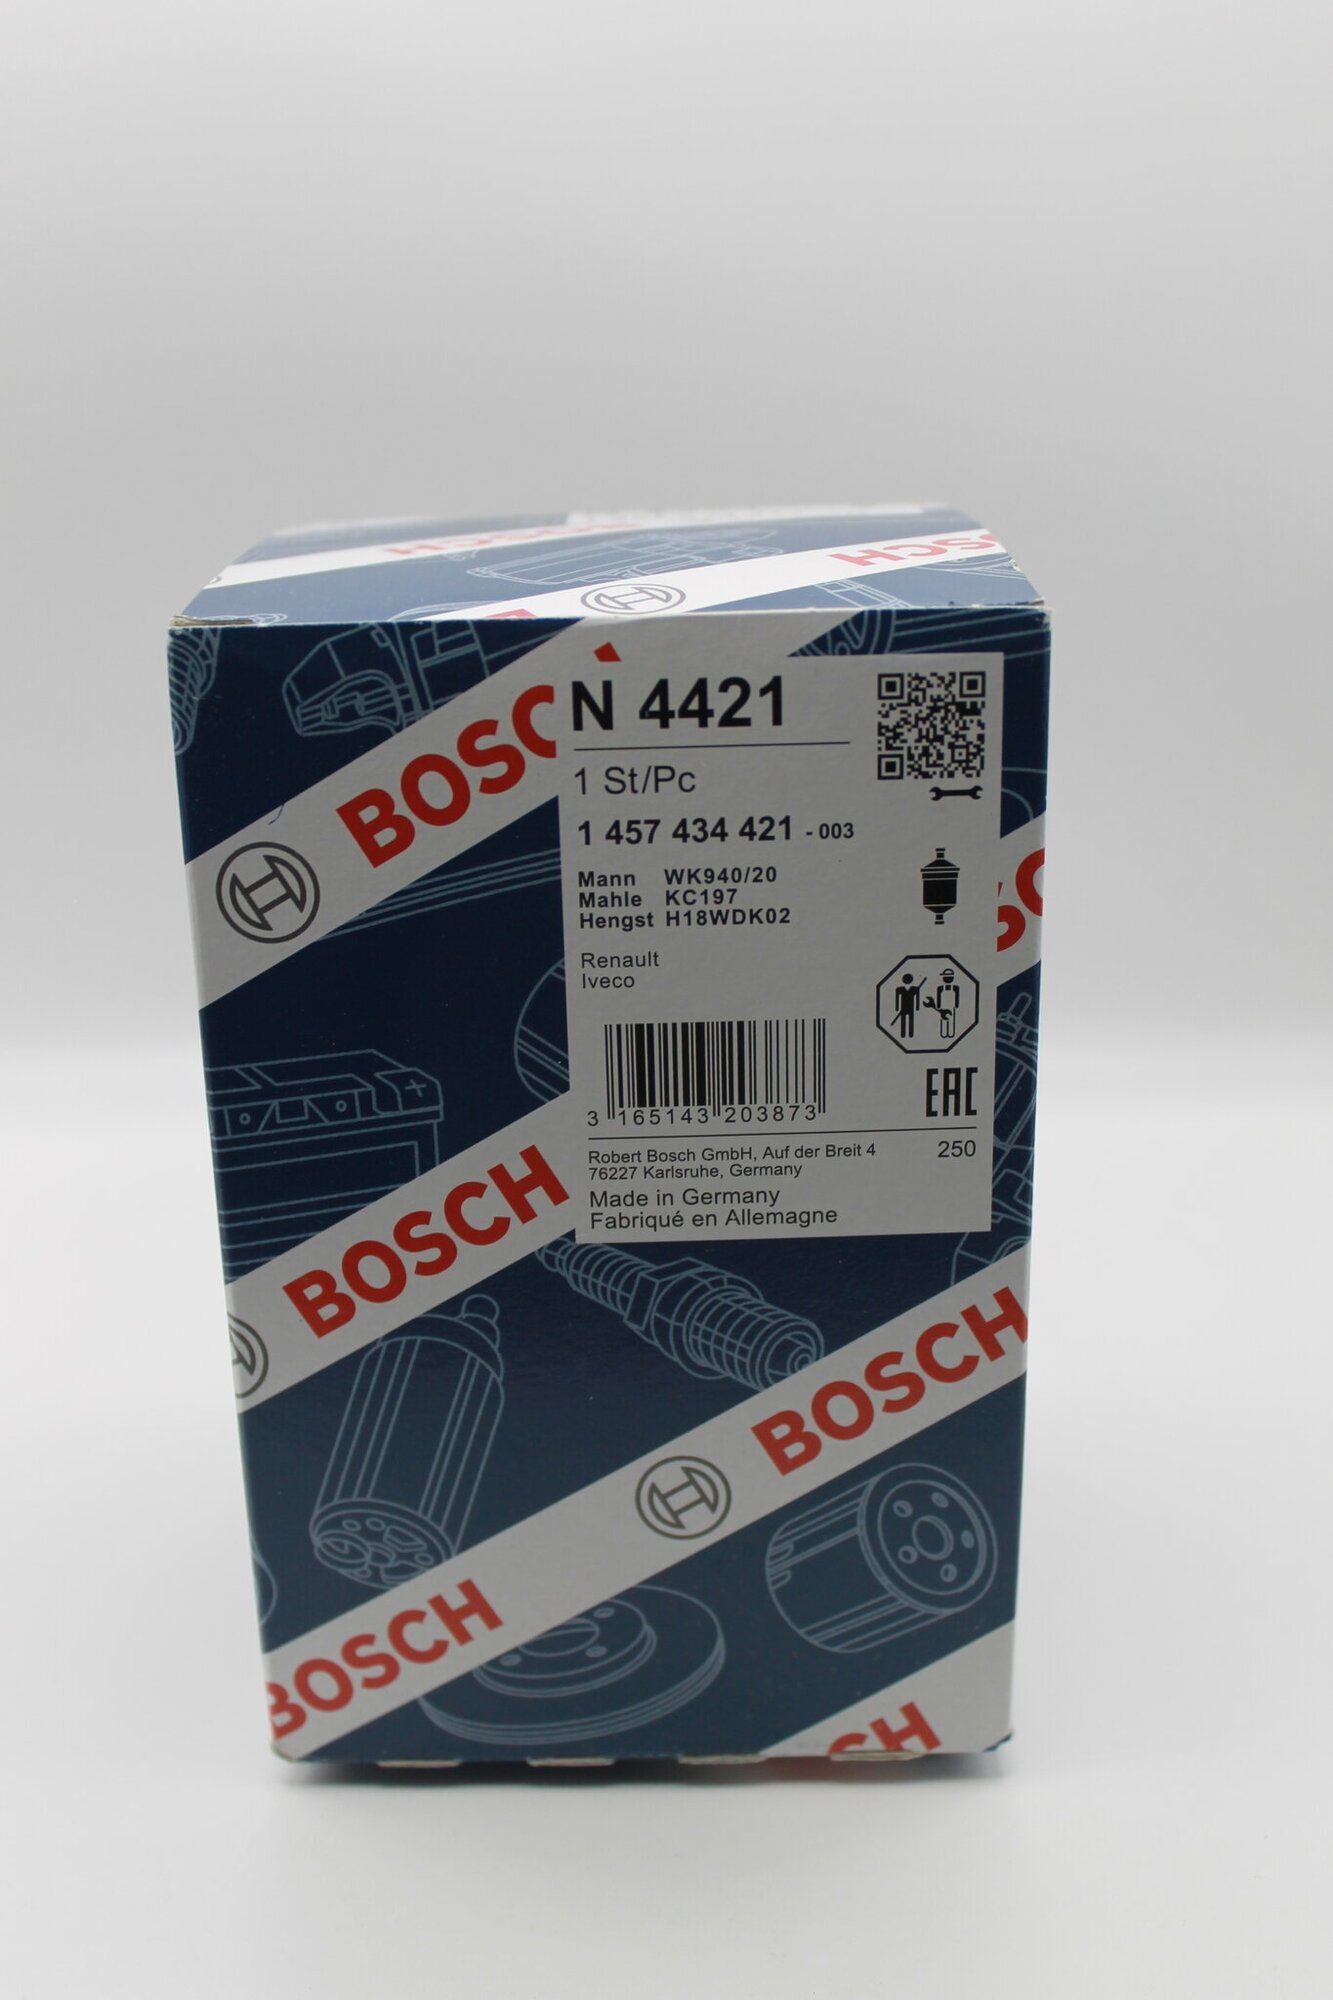 BOSCH
BOSCH
BOSC
N 4421
1 St/Pc
1 457 434 421 - 003
Mann WK940/20
Mahle KC197
Hengst H18WDK02
Renault
Iveco
3 165143 203873
EAC
Robert Bosch GmbH, Auf der Breit 4
76227 Karlsruhe, Germany
250
Made in Germany
Fabriqué en Allemagne
BOSCH
BOSCH
BOSCH
CH